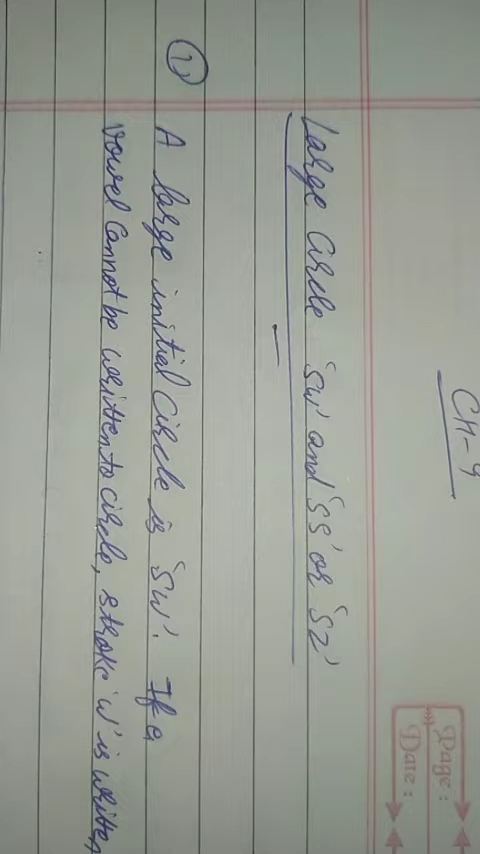 Page:
Date:
CH-9
Large Circle 'SW' and 'SS' or 'SZ'
1) A large initial circle is 'SW'. If a
vowel cannot be written to circle, stroke 'W' is written